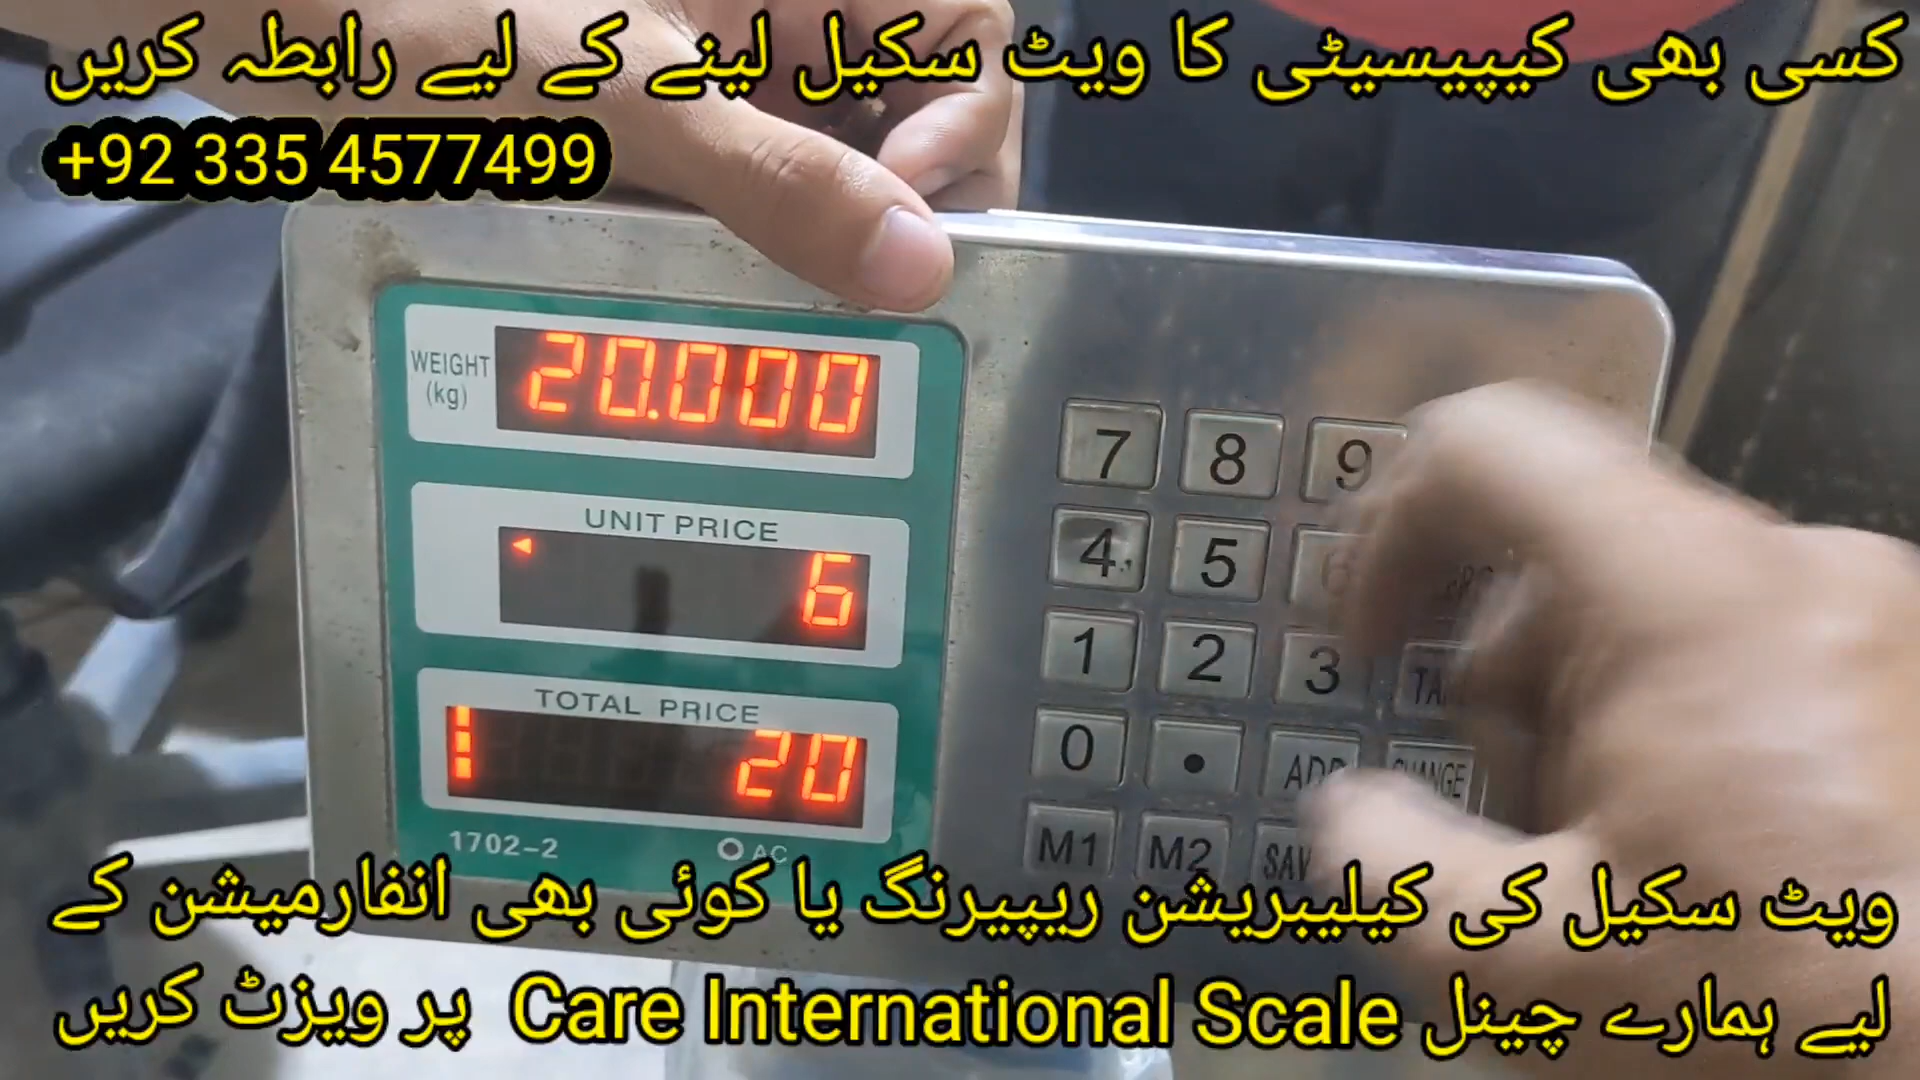 کسی بھی کیپیسیٹی کا ویٹ سکیل لینے کے لیے رابطہ کریں
+92 335 4577499
WEIGHT (kg)
20.000
UNIT PRICE
6
TOTAL PRICE
1 20
1702-2
AC
7 8 9
4 5 6
1 2 3
0 • ADD CHANGE
M1 M2
ویٹ سکیل کی کیلیبریشن ریپیرنگ یا کوئی بھی انفارمیشن کے
لیے ہمارے چینل Care International Scale پر ویزٹ کریں